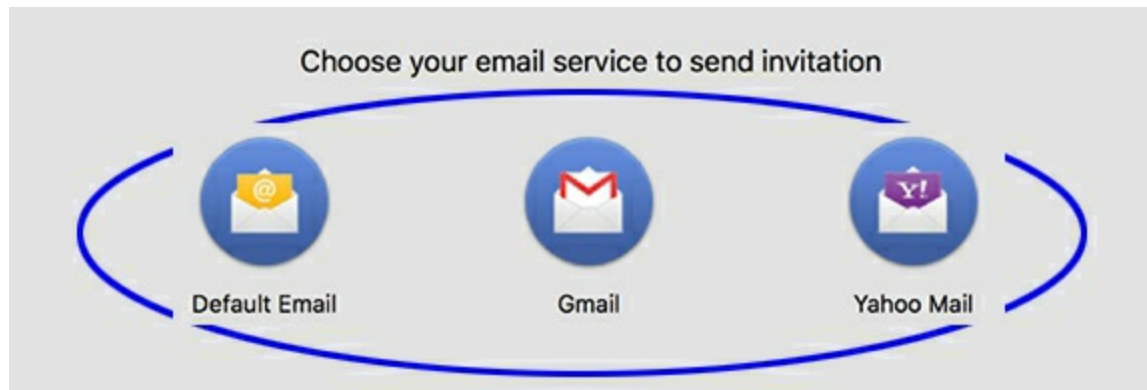 Choose your email service to send invitation
@
Y!
Default Email
Gmail
Yahoo Mail